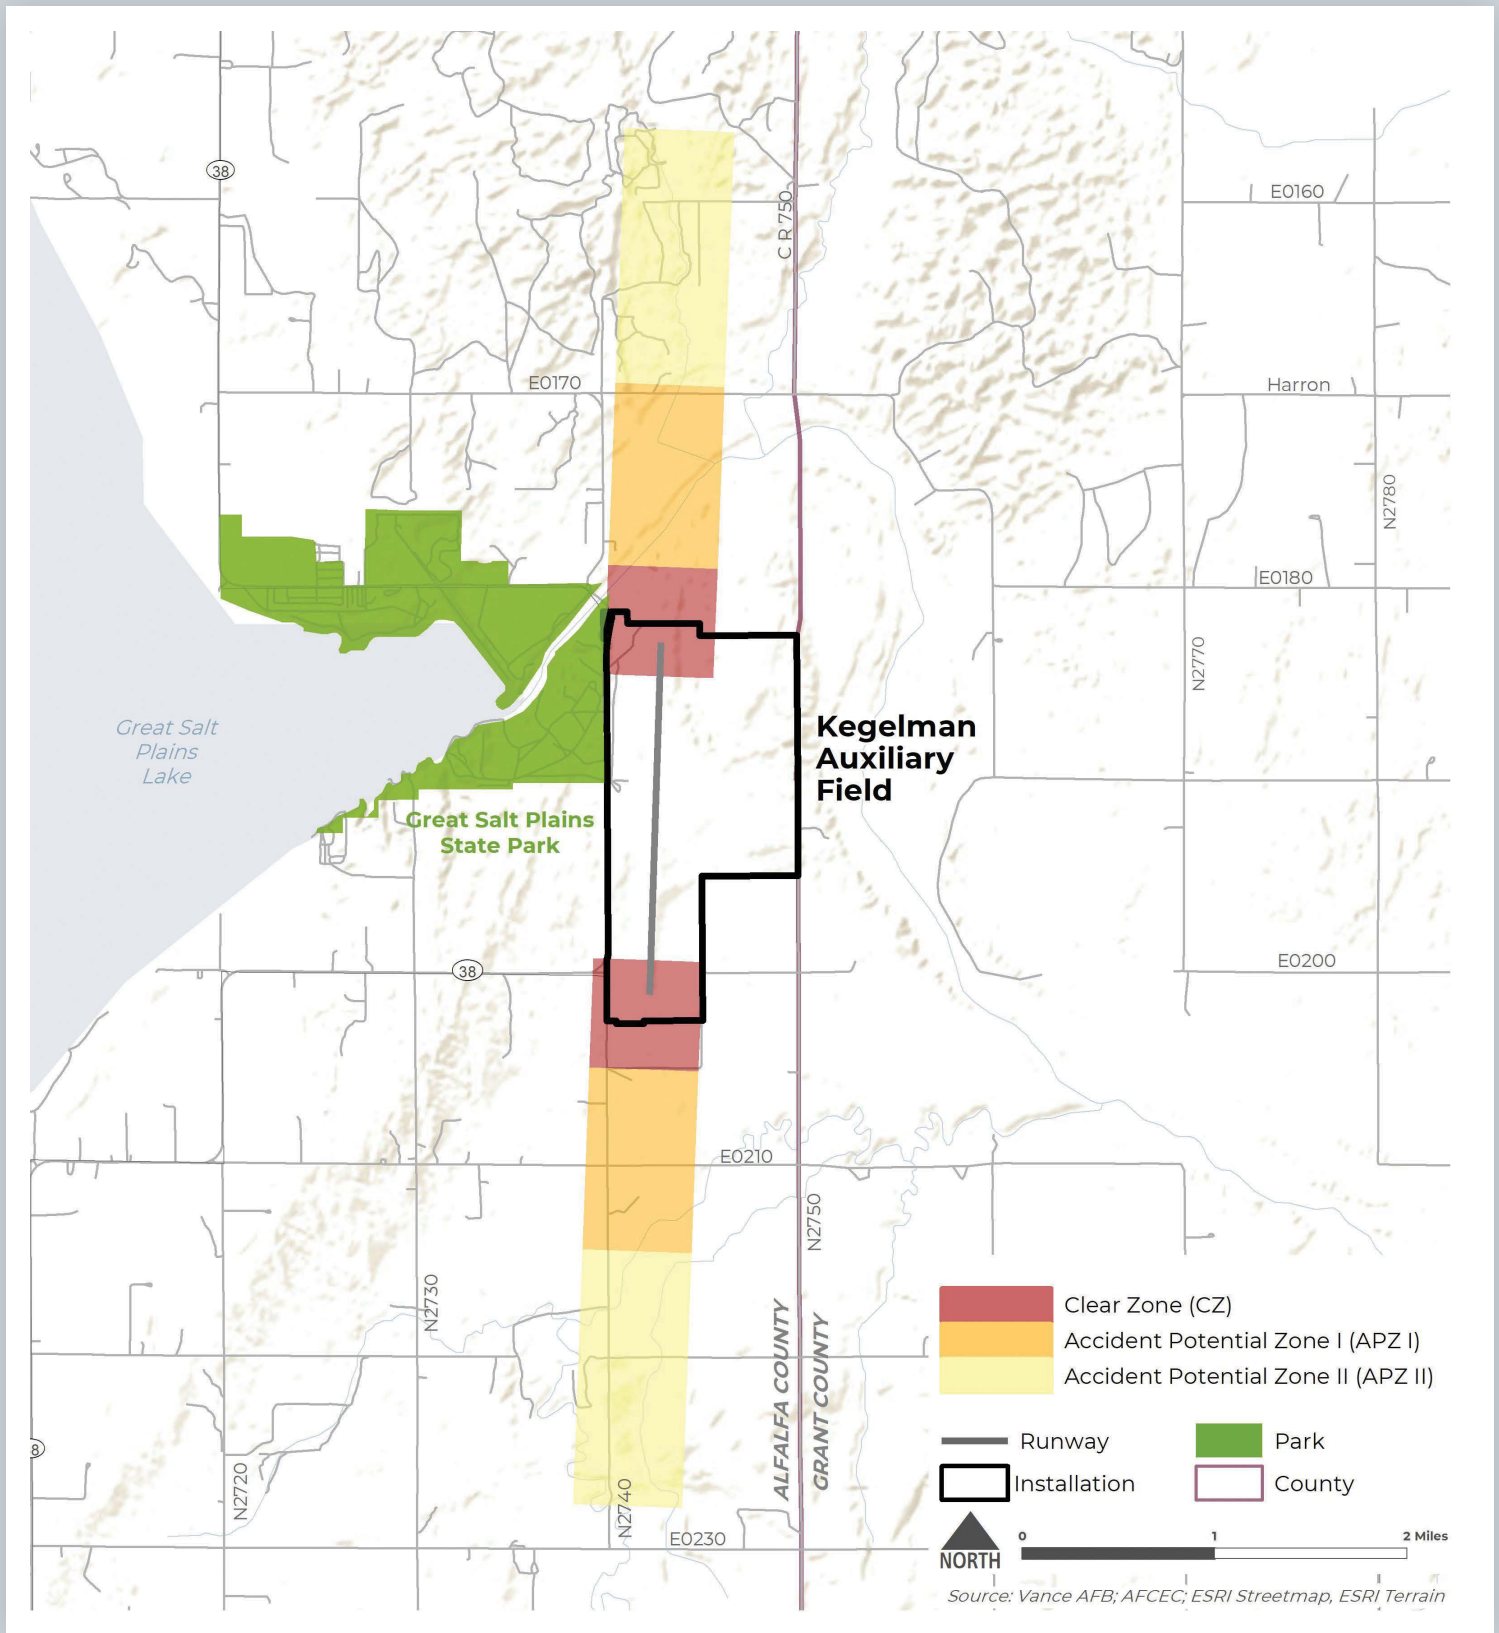 38
E0160
C R 750
E0170
Harron
N2780
E0180
N2770
Great Salt
Plains
Lake
Kegelman
Auxiliary
Field
Great Salt Plains
State Park
38
E0200
E0210
N2750
N2730
ALFALFA COUNTY
GRANT COUNTY
Clear Zone (CZ)
Accident Potential Zone I (APZ I)
Accident Potential Zone II (APZ II)
8
Runway
Park
Installation
County
N2720
N2740
E0230
NORTH
0 1 2 Miles
Source: Vance AFB; AFCEC; ESRI Streetmap, ESRI Terrain